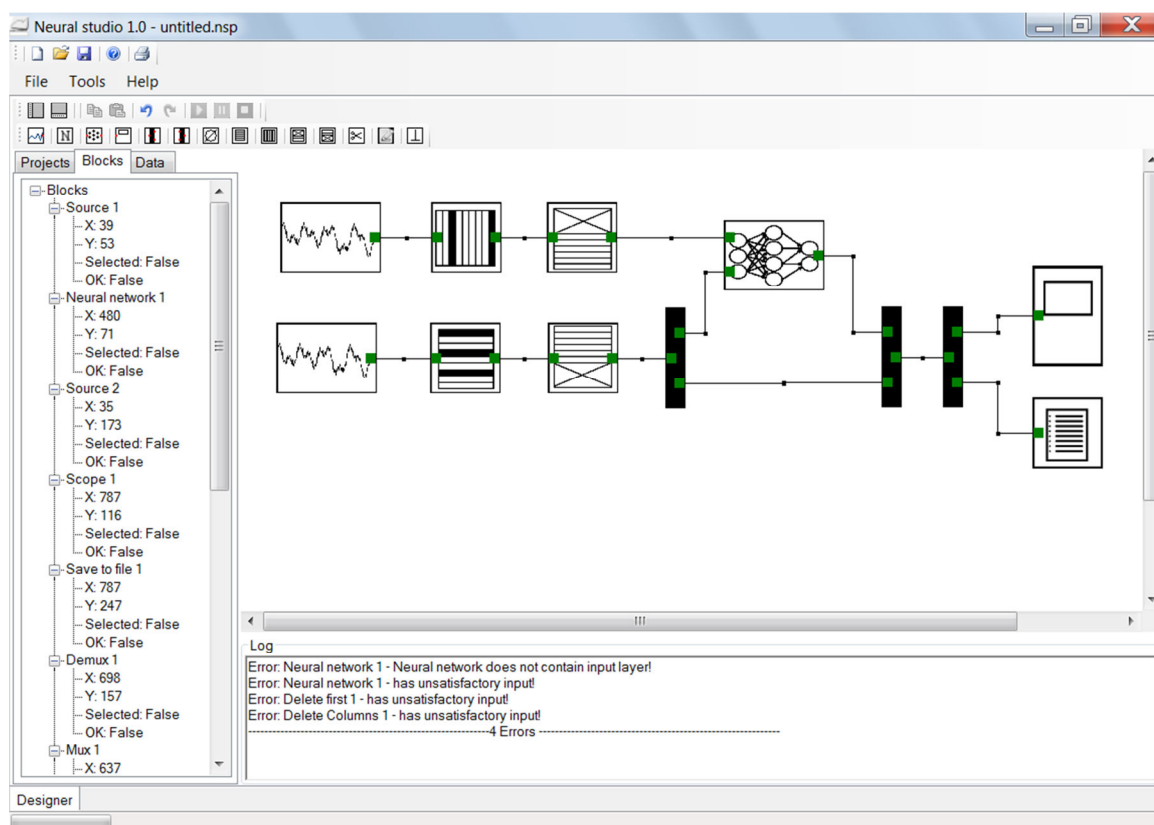 Neural studio 1.0 - untitled.nsp
File Tools Help
Projects Blocks Data
Blocks
Source 1
X: 39
Y: 53
Selected: False
OK: False
Neural network 1
X: 480
Y: 71
Selected: False
OK: False
Source 2
X: 35
Y: 173
Selected: False
OK: False
Scope 1
X: 787
Y: 116
Selected: False
OK: False
Save to file 1
X: 787
Y: 247
Selected: False
OK: False
Demux 1
X: 698
Y: 157
Selected: False
OK: False
Mux 1
X: 637
Log
Error: Neural network 1 - Neural network does not contain input layer!
Error: Neural network 1 - has unsatisfactory input!
Error: Delete first 1 - has unsatisfactory input!
Error: Delete Columns 1 - has unsatisfactory input!
------------------------------------------------------------4 Errors ------------------------------------------------------------
Designer